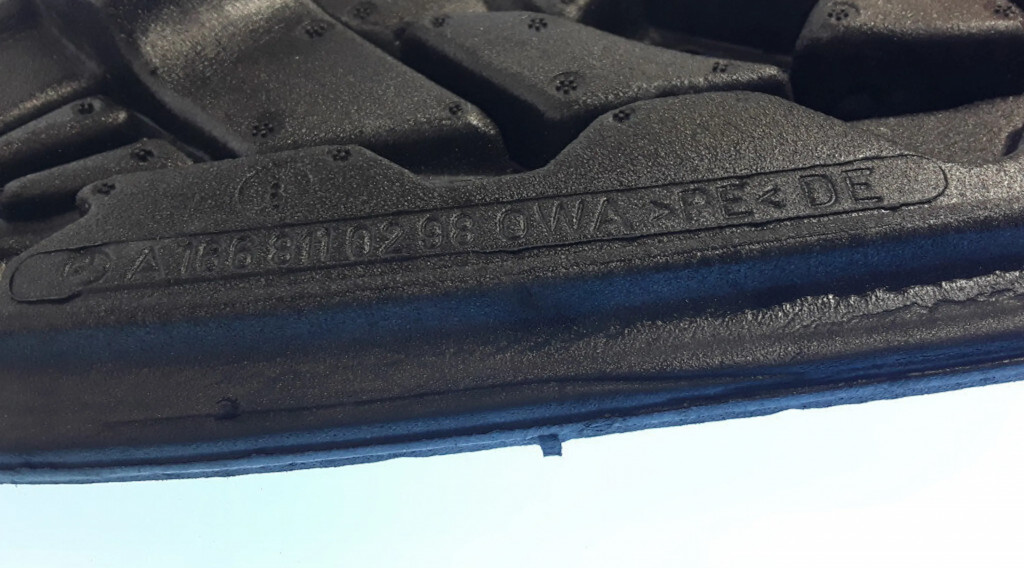 A 166 811 02 98 QWA >PE< DE